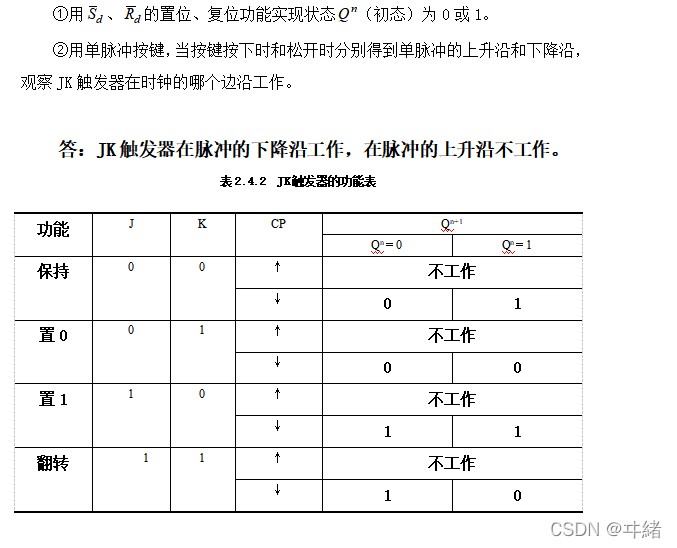 ①用 S̅d、R̅d 的置位、复位功能实现状态 Qⁿ（初态）为 0 或 1。
②用单脉冲按键，当按键按下时和松开时分别得到单脉冲的上升沿和下降沿，
观察 JK 触发器在时钟的哪个边沿工作。
答：JK 触发器在脉冲的下降沿工作，在脉冲的上升沿不工作。
表 2.4.2 JK触发器的功能表
功能 J K CP Qⁿ⁺¹
Qⁿ = 0 Qⁿ = 1
保持 0 0 ↑ 不工作
↓ 0 1
置 0 0 1 ↑ 不工作
↓ 0 0
置 1 1 0 ↑ 不工作
↓ 1 1
翻转 1 1 ↑ 不工作
↓ 1 0
CSDN @卄緒